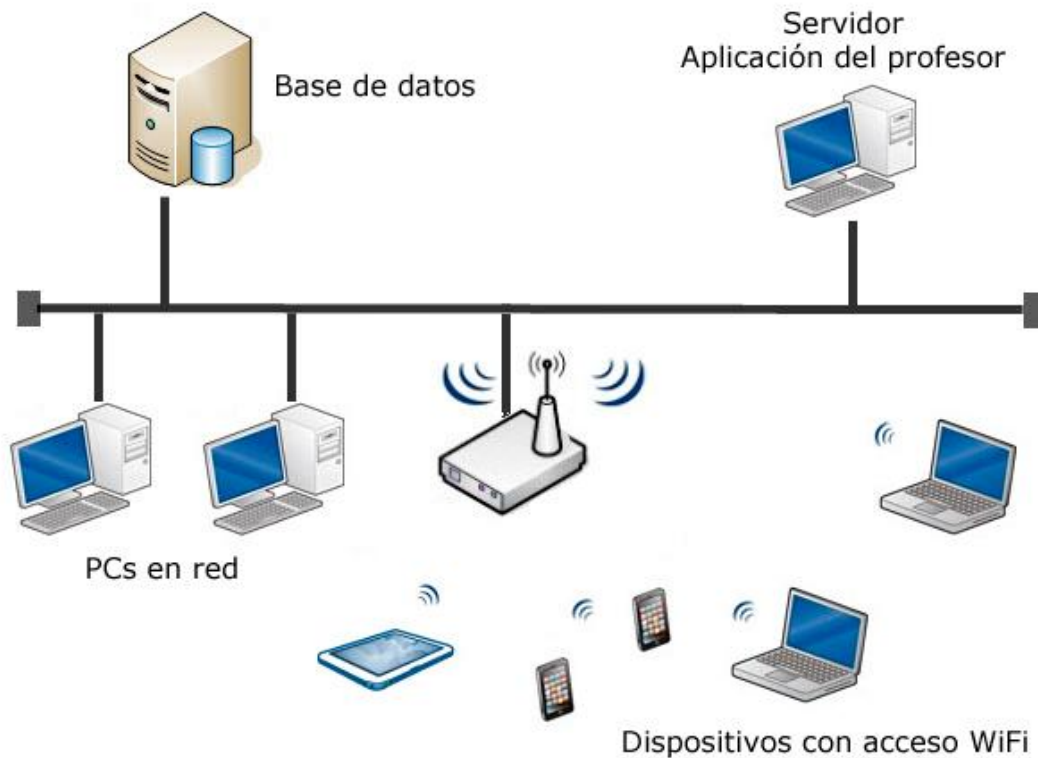 Servidor
Aplicación del profesor
Base de datos
PCs en red
Dispositivos con acceso WiFi